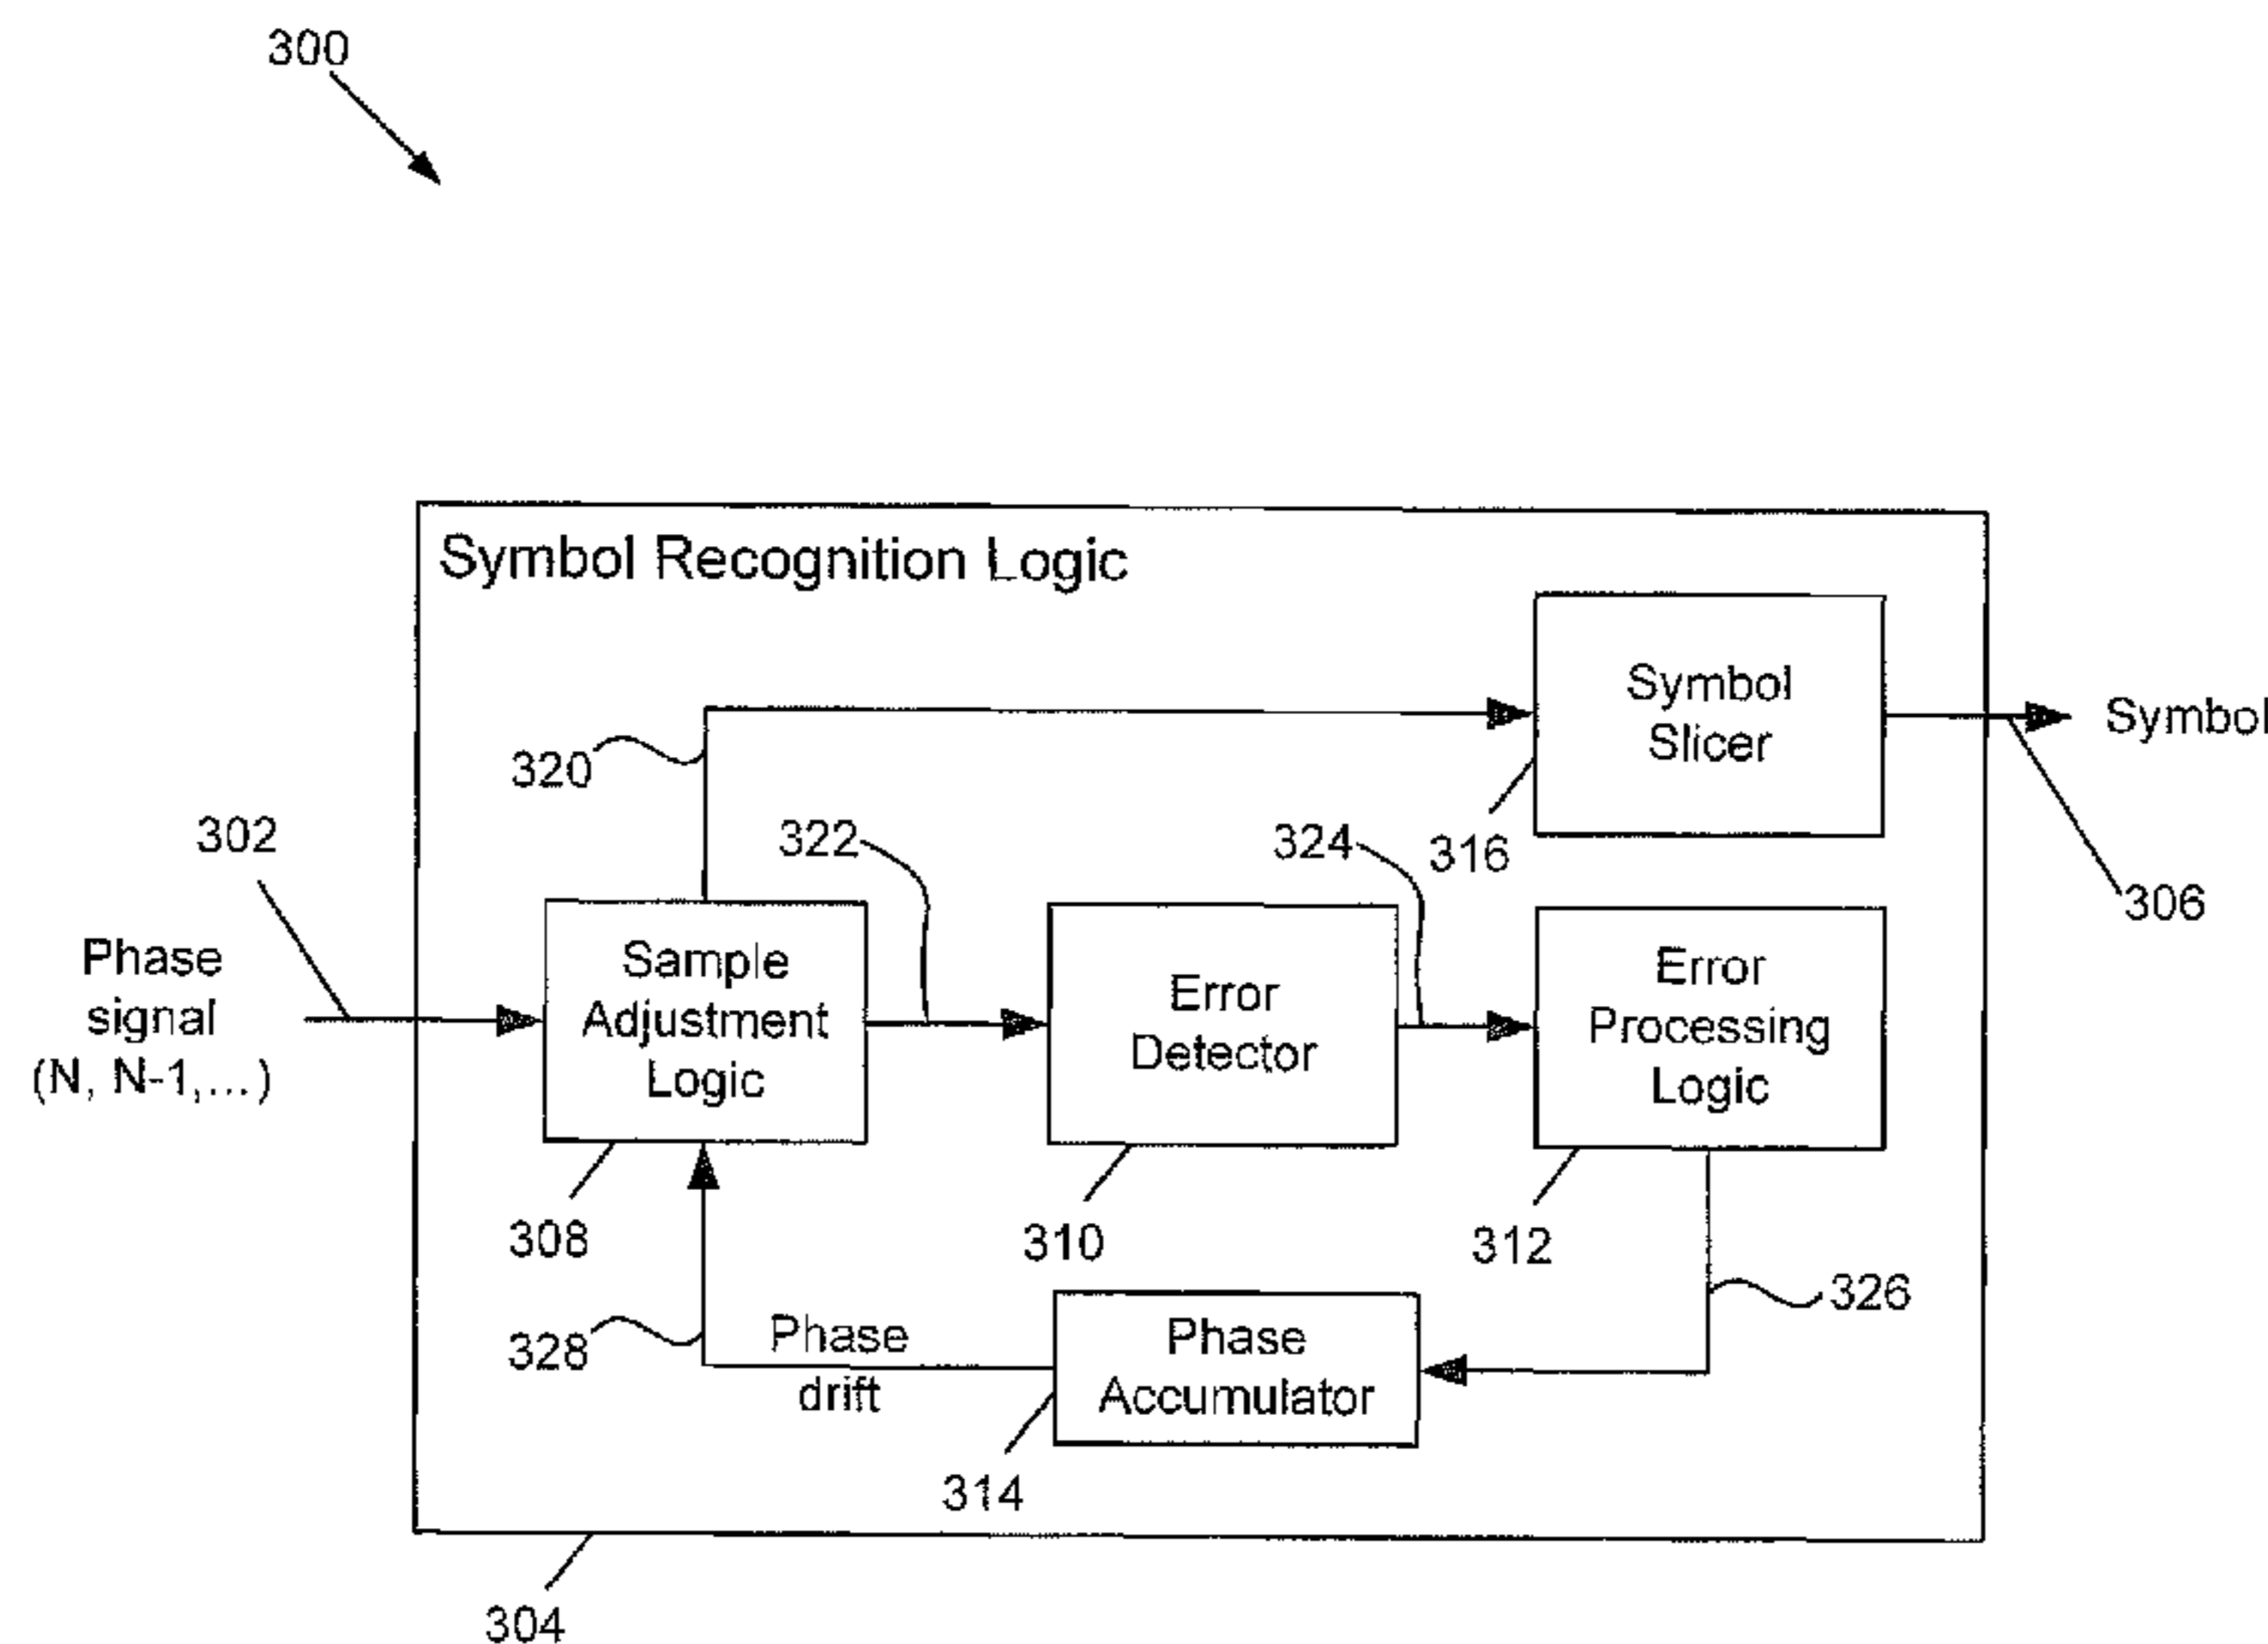 300
Symbol Recognition Logic
Symbol
Slicer
Symbol
320
302
322
324
316
306
Phase
signal
(N, N-1,...)
Sample
Adjustment
Logic
Error
Detector
Error
Processing
Logic
308
310
312
326
328
Phase
drift
Phase
Accumulator
314
304